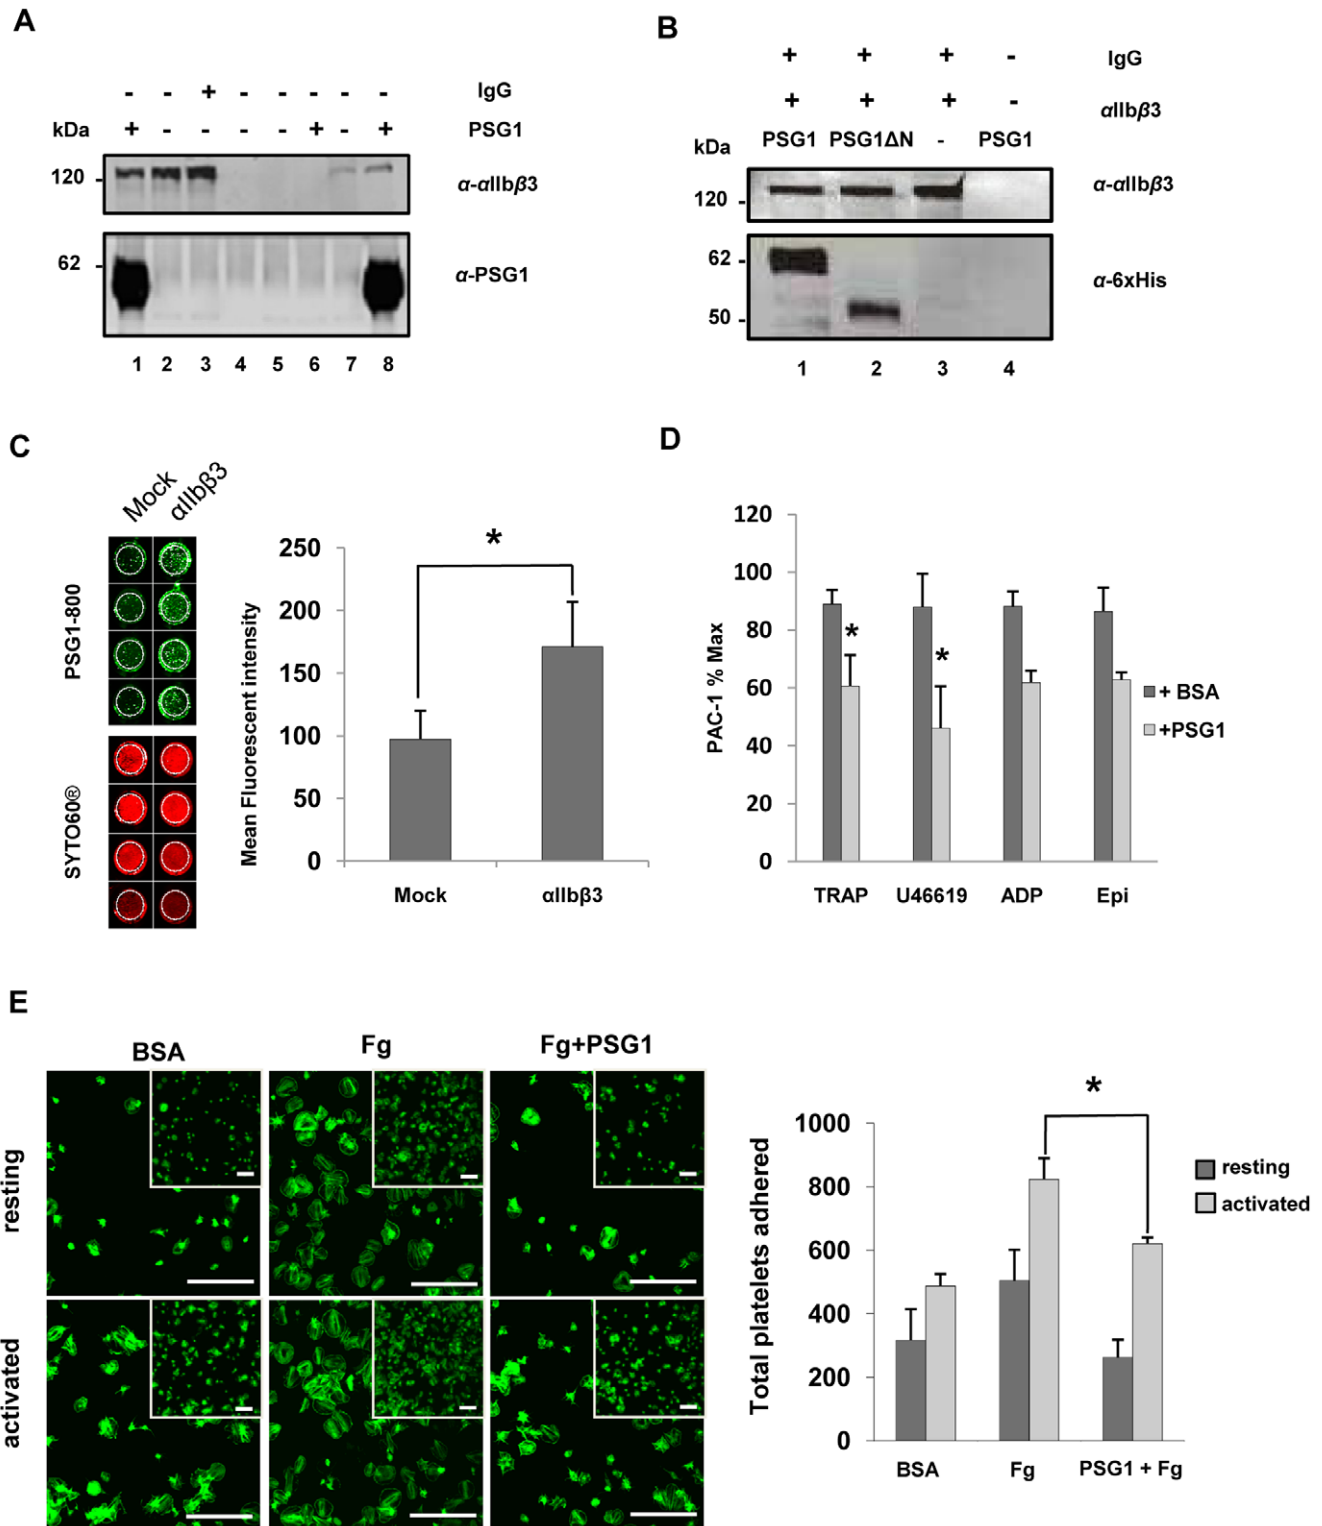 A
- - + - - - - - IgG
kDa + - - - - + - + PSG1
120 - α-αIIbβ3
62 - α-PSG1
1 2 3 4 5 6 7 8
B
+ + + - IgG
+ + + - αIIbβ3
kDa PSG1 PSG1ΔN - PSG1
120 - α-αIIbβ3
62 - α-6xHis
50 -
1 2 3 4
C
Mock αIIbβ3
PSG1-800
SYTO60®
Mean Fluorescent intensity
250
200
150
100
50
0
*
Mock αIIbβ3
D
PAC-1 % Max
120
100
80
60
40
20
0
* *
+ BSA
+PSG1
TRAP U46619 ADP Epi
E
BSA Fg Fg+PSG1
resting
activated
Total platelets adhered
1000
800
600
400
200
0
*
resting
activated
BSA Fg PSG1 + Fg